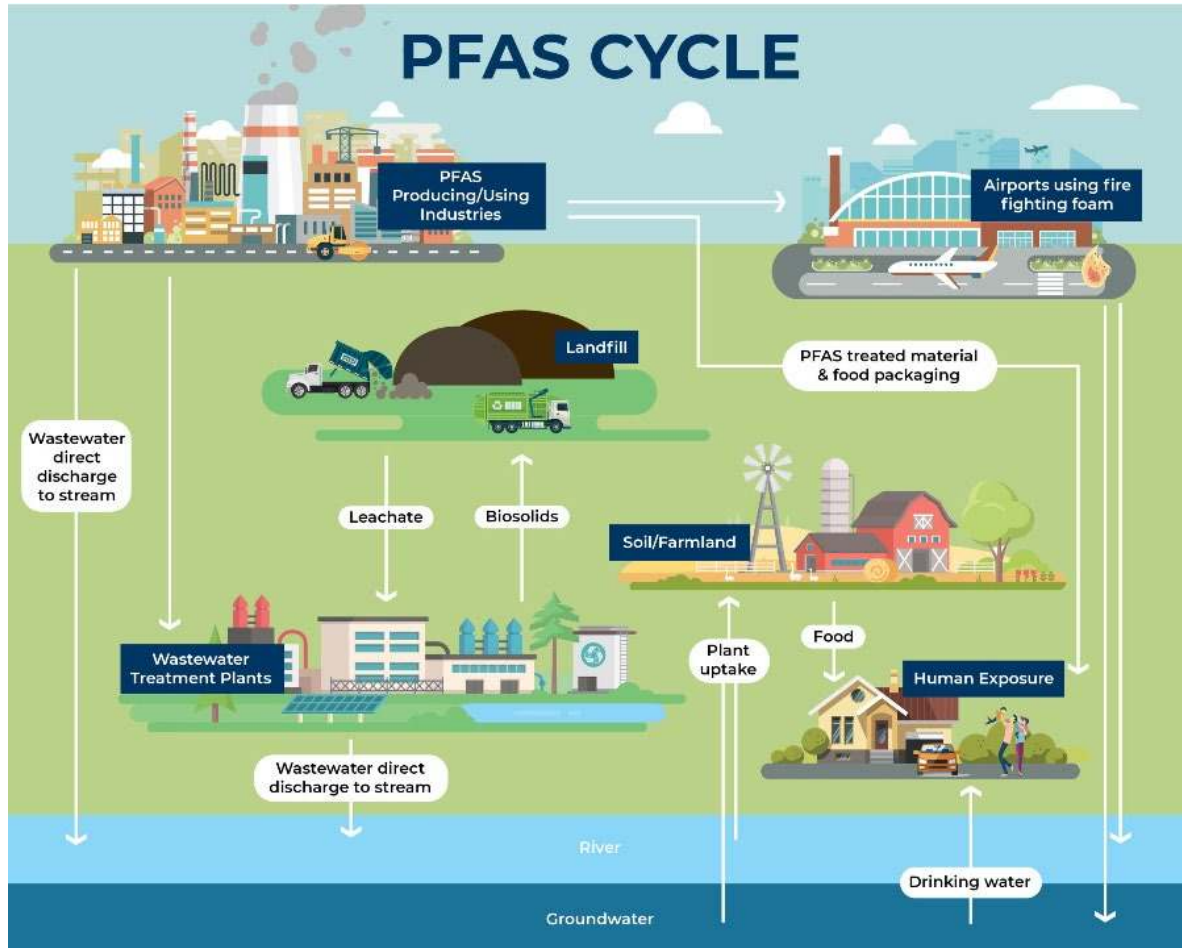 PFAS CYCLE
PFAS
Producing/Using
Industries
Airports using fire
fighting foam
Landfill
PFAS treated material
& food packaging
Wastewater
direct
discharge
to stream
Leachate
Biosolids
Soil/Farmland
Wastewater
Treatment Plants
Plant
uptake
Food
Human Exposure
Wastewater direct
discharge to stream
River
Drinking water
Groundwater